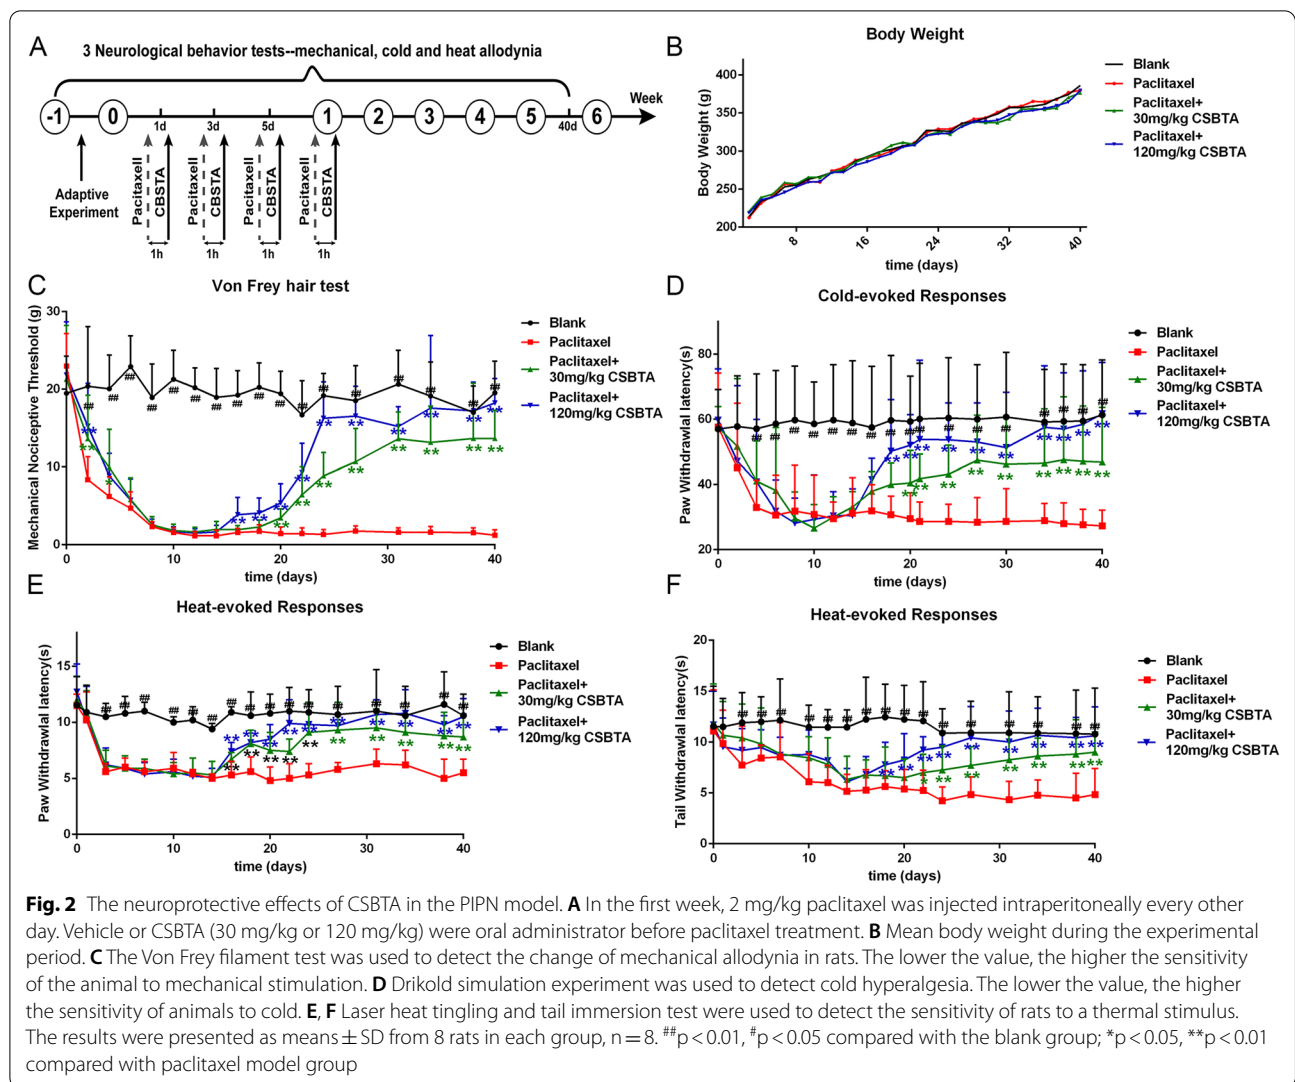 A
3 Neurological behavior tests--mechanical, cold and heat allodynia
Week
-1 0 1d 3d 5d 1 2 3 4 5 40d 6
Adaptive
Experiment
Pacitaxell CBSTA Pacitaxell CBSTA Pacitaxell CBSTA Pacitaxell CBSTA
1h 1h 1h 1h
B
Body Weight
Body Weight (g)
400
350
300
250
200
8 16 24 32 40
time (days)
Blank
Paclitaxel
Paclitaxel+
30mg/kg CSBTA
Paclitaxel+
120mg/kg CSBTA
C
Von Frey hair test
Mechanical Nociceptive Threshold (g)
30
20
10
0
0 10 20 30 40
time (days)
Blank
Paclitaxel
Paclitaxel+
30mg/kg CSBTA
Paclitaxel+
120mg/kg CSBTA
D
Cold-evoked Responses
Paw Withdrawlal latency(s)
80
60
40
20
0 10 20 30 40
time (days)
Blank
Paclitaxel
Paclitaxel+
30mg/kg CSBTA
Paclitaxel+
120mg/kg CSBTA
E
Heat-evoked Responses
Paw Withdrawlal latency(s)
15
10
5
0
0 10 20 30 40
time (days)
Blank
Paclitaxel
Paclitaxel+
30mg/kg CSBTA
Paclitaxel+
120mg/kg CSBTA
F
Heat-evoked Responses
Tail Withdrawlal latency(s)
20
15
10
5
0
0 10 20 30 40
time (days)
Blank
Paclitaxel
Paclitaxel+
30mg/kg CSBTA
Paclitaxel+
120mg/kg CSBTA
Fig. 2 The neuroprotective effects of CSBTA in the PIPN model. A In the first week, 2 mg/kg paclitaxel was injected intraperitoneally every other
day. Vehicle or CSBTA (30 mg/kg or 120 mg/kg) were oral administrator before paclitaxel treatment. B Mean body weight during the experimental
period. C The Von Frey filament test was used to detect the change of mechanical allodynia in rats. The lower the value, the higher the sensitivity
of the animal to mechanical stimulation. D Drikold simulation experiment was used to detect cold hyperalgesia. The lower the value, the higher
the sensitivity of animals to cold. E, F Laser heat tingling and tail immersion test were used to detect the sensitivity of rats to a thermal stimulus.
The results were presented as means ± SD from 8 rats in each group, n = 8. ##p < 0.01, #p < 0.05 compared with the blank group; *p < 0.05, **p < 0.01
compared with paclitaxel model group